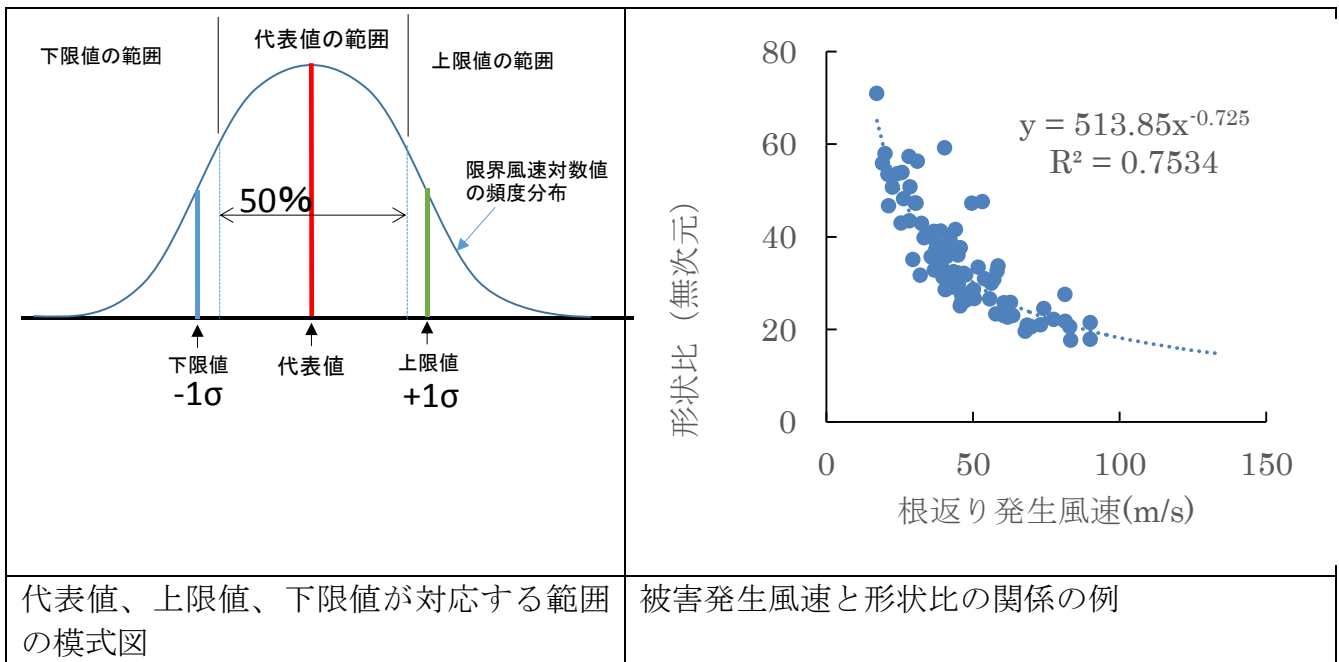 代表値の範囲
下限値の範囲
上限値の範囲
50%
限界風速対数値
の頻度分布
下限値
-1σ
代表値
上限値
+1σ
80
60
40
20
0
0
50
100
150
y = 513.85x^-0.725
R² = 0.7534
形状比（無次元）
根返り発生風速(m/s)
代表値、上限値、下限値が対応する範囲
の模式図
被害発生風速と形状比の関係の例